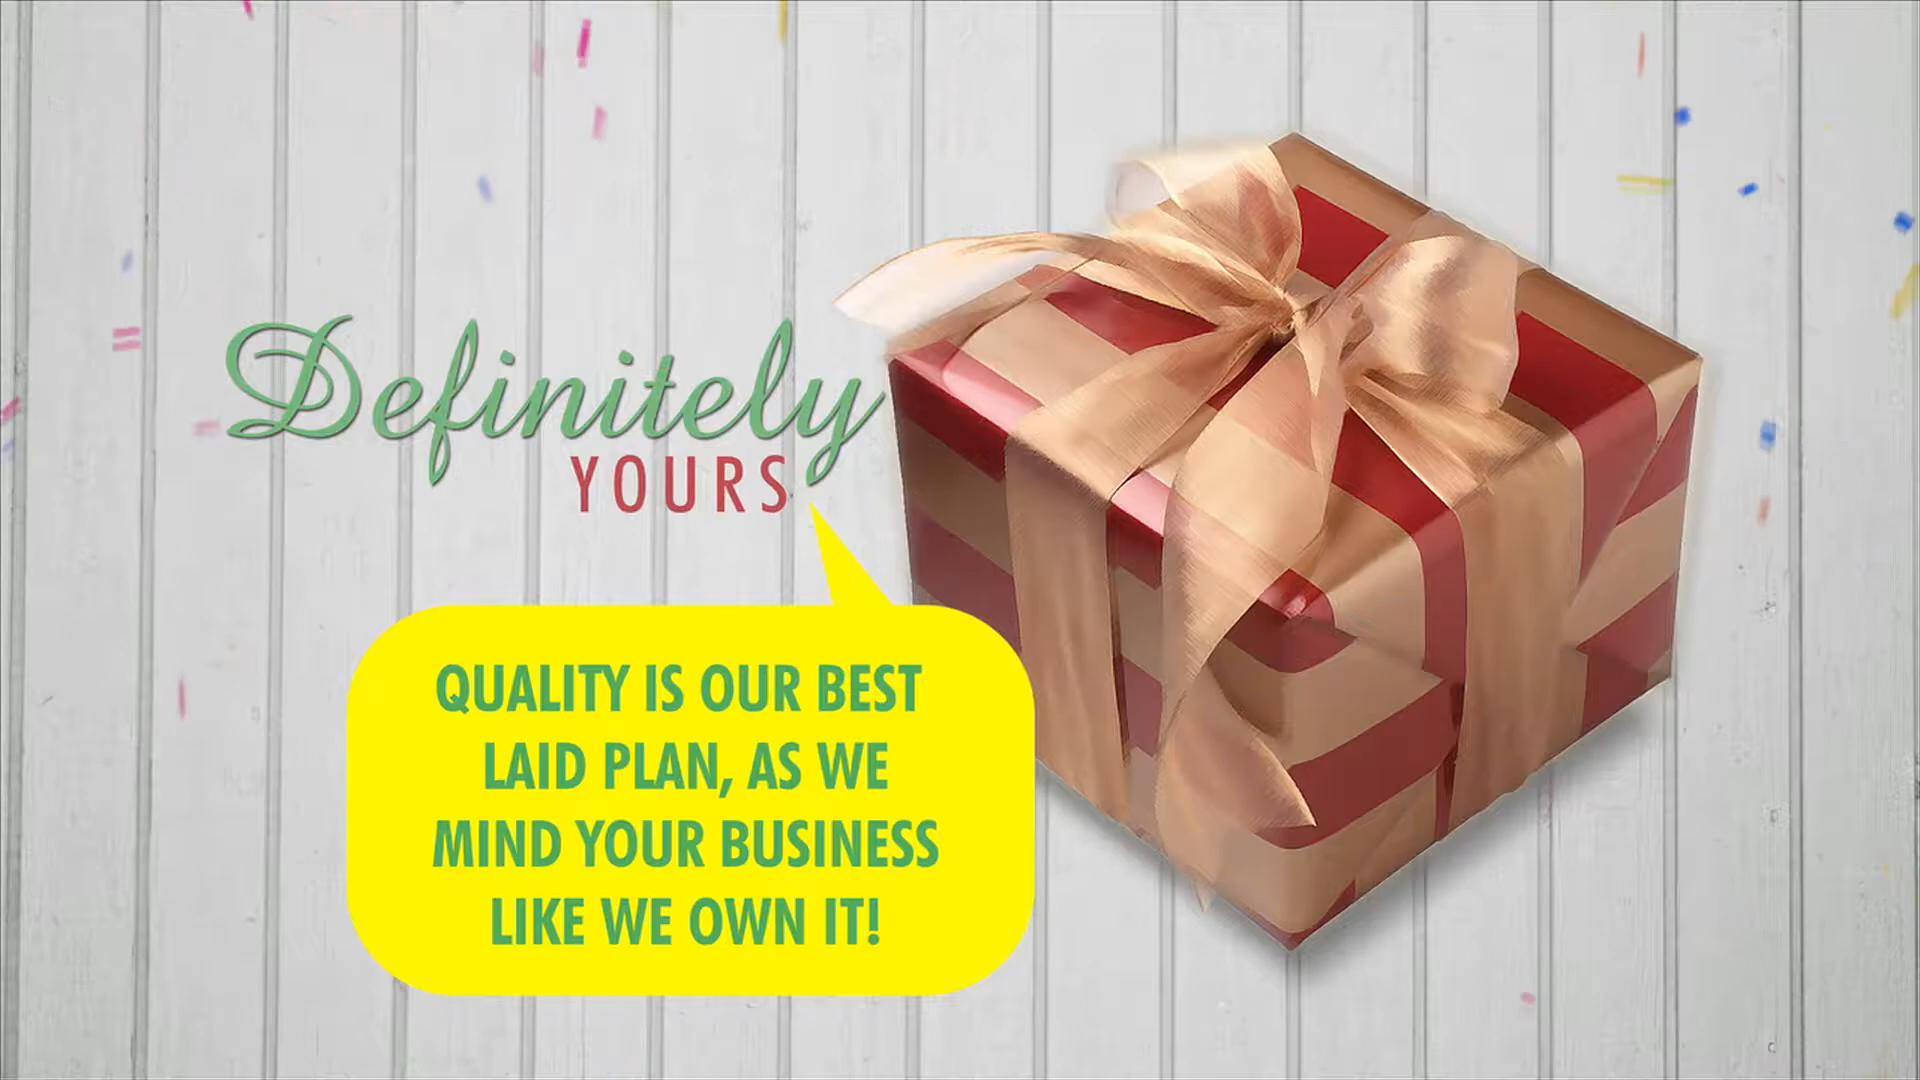 Definitely
YOURS
QUALITY IS OUR BEST
LAID PLAN, AS WE
MIND YOUR BUSINESS
LIKE WE OWN IT!